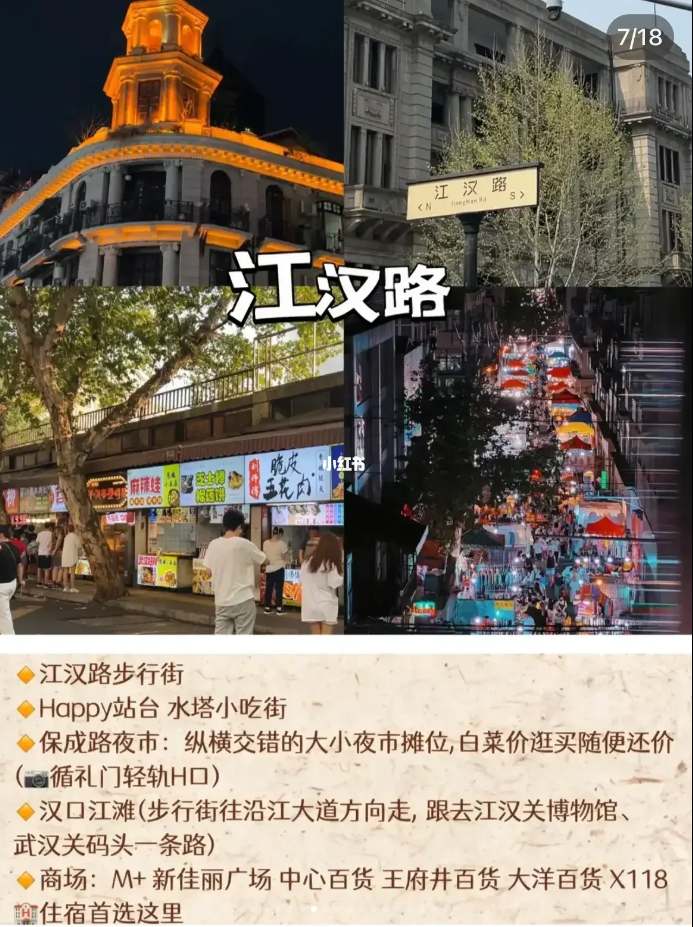 7/18
江汉路
<N JiangHan Rd S>
江汉路
麻辣蛙
芝士棒
榴莲饼
脆皮
五花肉
小红书
🔸江汉路步行街
🔸Happy站台 水塔小吃街
🔸保成路夜市：纵横交错的大小夜市摊位,白菜价逛买随便还价
(📷循礼门轻轨H口)
🔸汉口江滩(步行街往沿江大道方向走, 跟去江汉关博物馆、
武汉关码头一条路)
🔸商场：M+ 新佳丽广场 中心百货 王府井百货 大洋百货 X118
🏨住宿首选这里